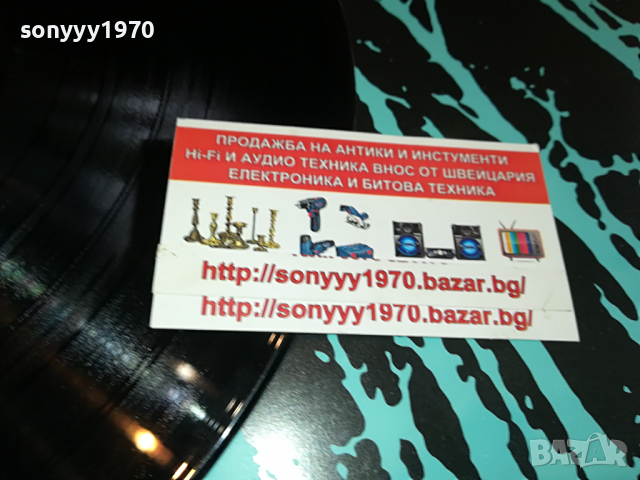 sonyyy1970
ПРОДАЖБА НА АНТИКИ И ИНСТУМЕНТИ
Hi-Fi И АУДИО ТЕХНИКА ВНОС ОТ ШВЕИЦАРИЯ
ЕЛЕКТРОНИКА И БИТОВА ТЕХНИКА
http://sonyyy1970.bazar.bg/
http://sonyyy1970.bazar.bg/
BAZAR